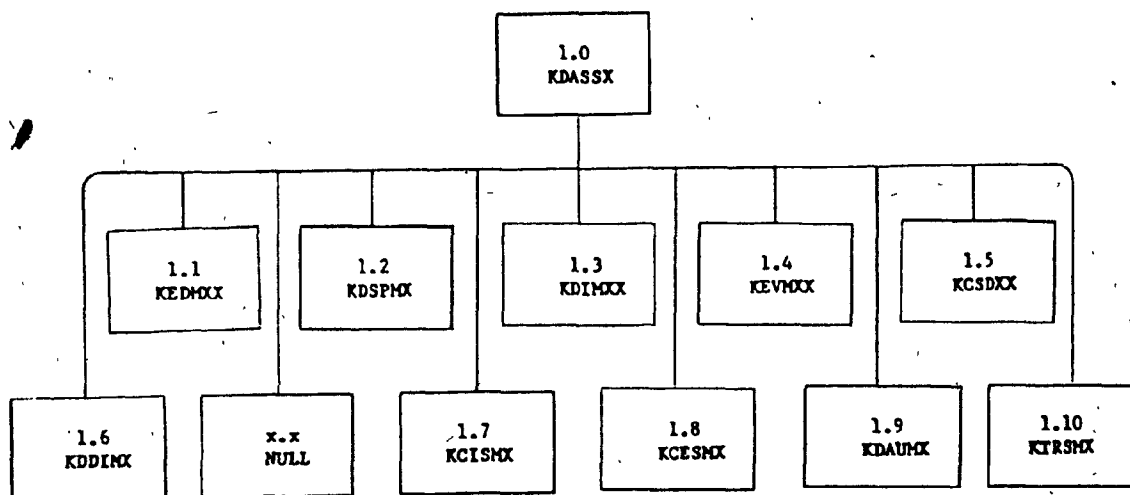 1.0
KDASSX
1.1
KEDMXX
1.2
KDSPMX
1.3
KDIMXX
1.4
KEVMXX
1.5
KCSDXX
1.6
KDDIMX
x.x
NULL
1.7
KCISMX
1.8
KCESMX
1.9
KDAUMX
1.10
KTRSMX